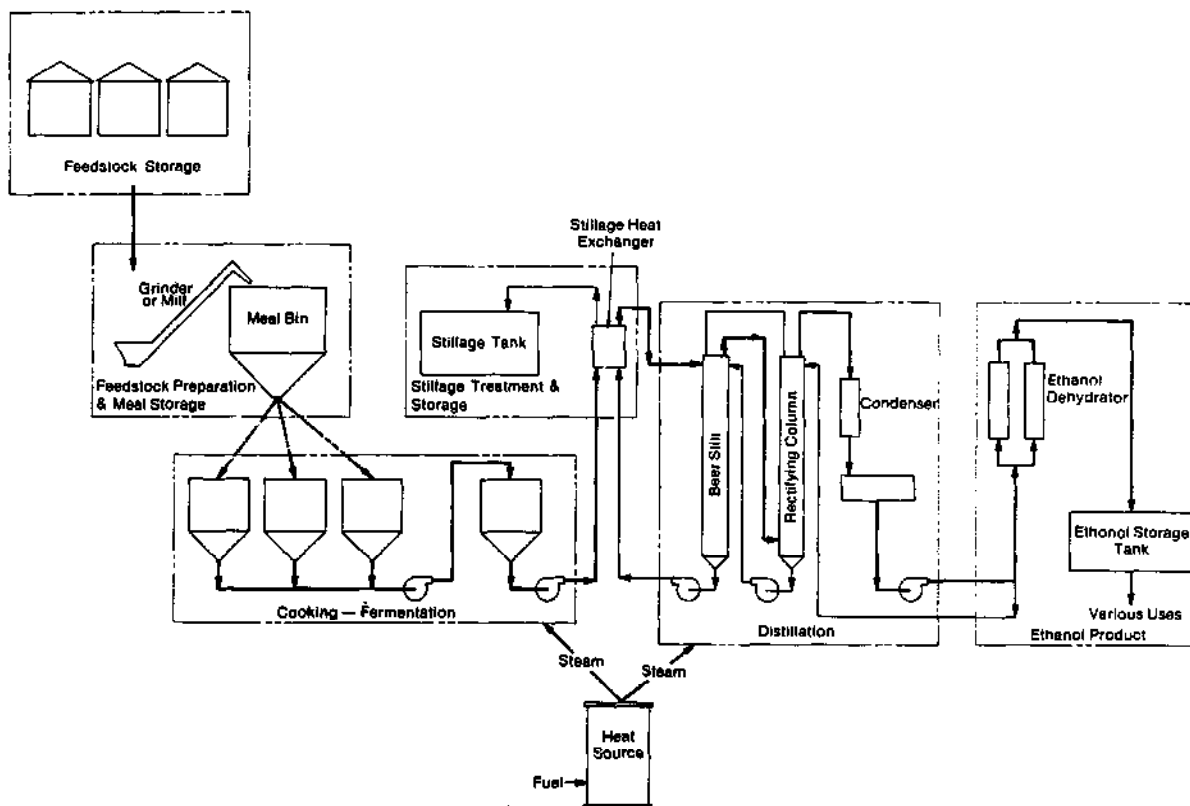 Feedstock Storage
Grinder
or Mill
Meal Bin
Feedstock Preparation
& Meal Storage
Stillage Heat
Exchanger
Stillage Tank
Stillage Treatment &
Storage
Beer Still
Rectifying Column
Condenser
Ethanol
Dehydrator
Ethonol Storage
Tank
Various Uses
Ethanol Product
Distillation
Cooking — Fermentation
Steam
Steam
Heat
Source
Fuel